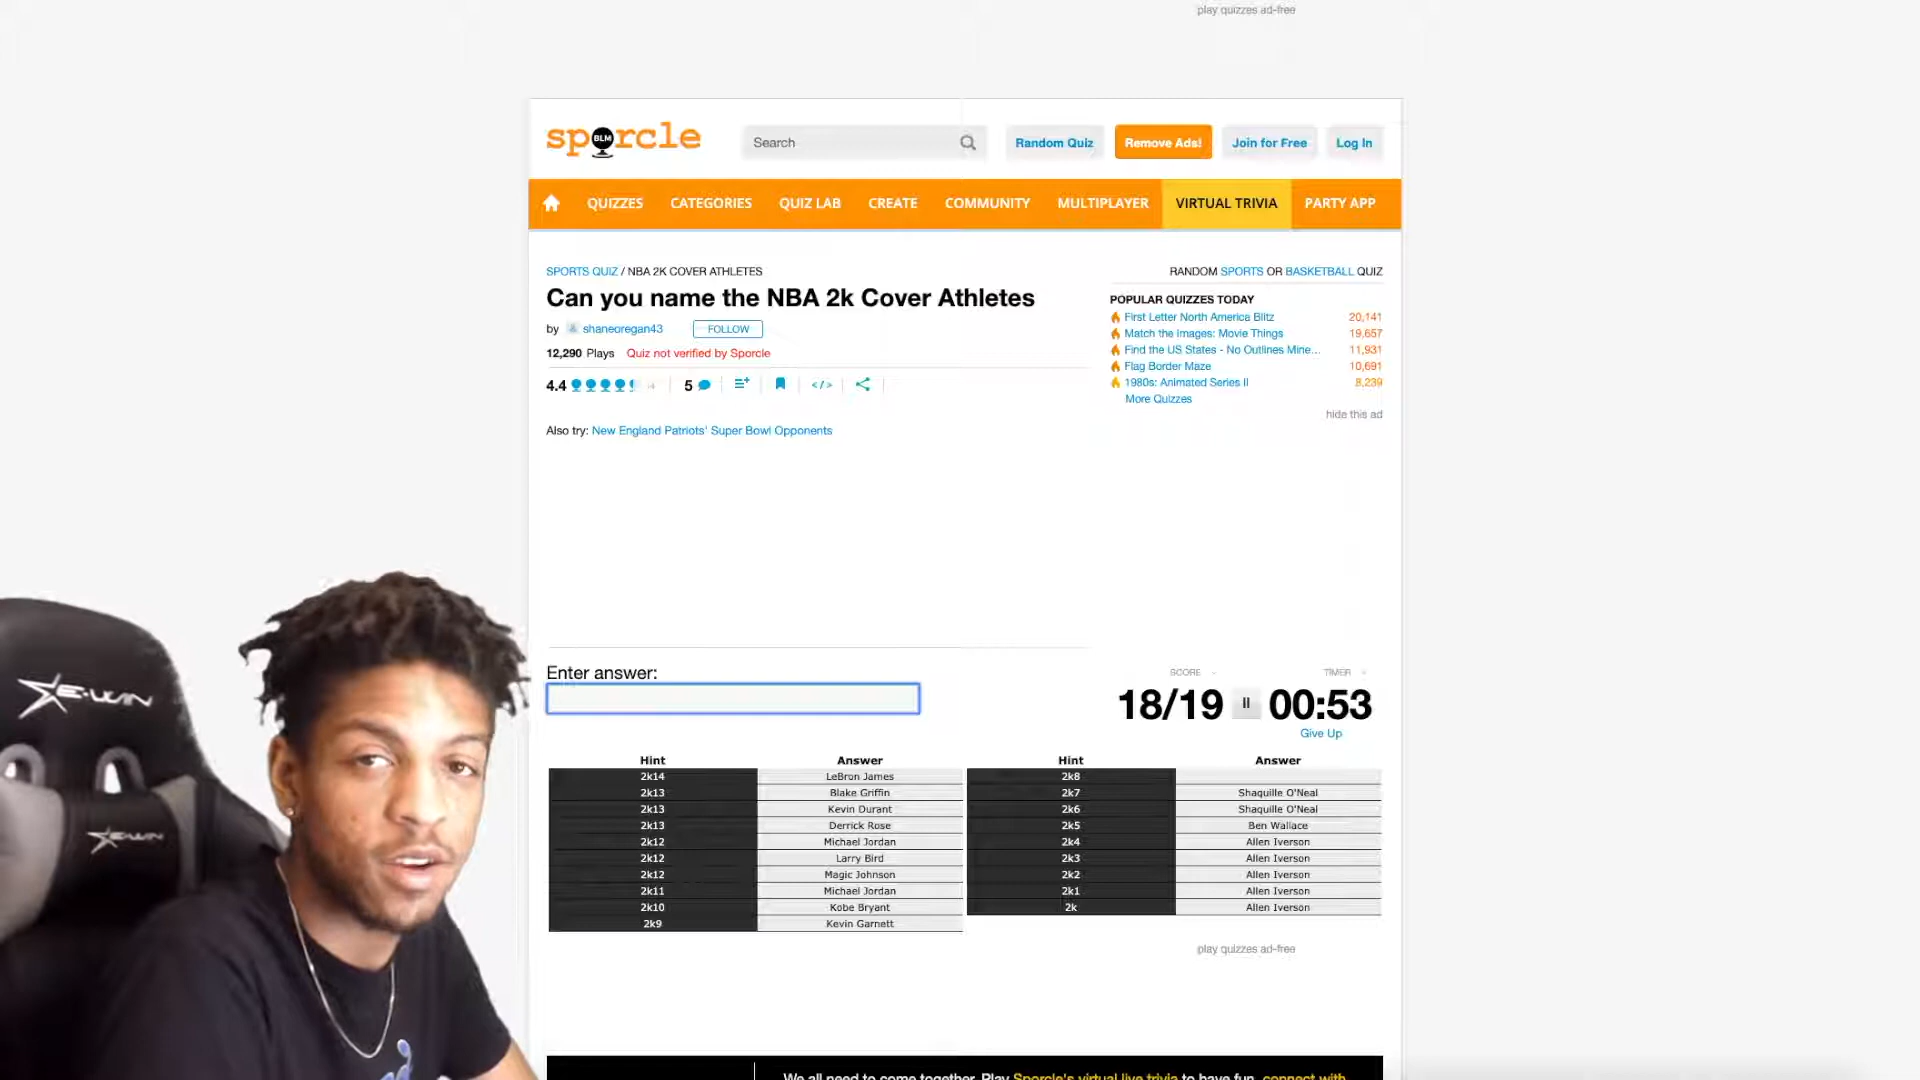 play quizzes ad-free
sporcle
BLM
Search
Random Quiz
Remove Ads!
Join for Free
Log In
QUIZZES
CATEGORIES
QUIZ LAB
CREATE
COMMUNITY
MULTIPLAYER
VIRTUAL TRIVIA
PARTY APP
SPORTS QUIZ / NBA 2K COVER ATHLETES
RANDOM SPORTS OR BASKETBALL QUIZ
Can you name the NBA 2k Cover Athletes
by shaneoregan43 FOLLOW
12,290 Plays Quiz not verified by Sporcle
4.4
5
</>
POPULAR QUIZZES TODAY
First Letter North America Blitz 20,141
Match the Images: Movie Things 19,657
Find the US States - No Outlines Mine... 11,931
Flag Border Maze 10,691
1980s: Animated Series II 8,239
More Quizzes
hide this ad
Also try: New England Patriots' Super Bowl Opponents
Enter answer:
SCORE
TIMER
18/19
00:53
Give Up
Hint Answer
2k14 LeBron James
2k13 Blake Griffin
2k13 Kevin Durant
2k13 Derrick Rose
2k12 Michael Jordan
2k12 Larry Bird
2k12 Magic Johnson
2k11 Michael Jordan
2k10 Kobe Bryant
2k9 Kevin Garnett
Hint Answer
2k8
2k7 Shaquille O'Neal
2k6 Shaquille O'Neal
2k5 Ben Wallace
2k4 Allen Iverson
2k3 Allen Iverson
2k2 Allen Iverson
2k1 Allen Iverson
2k Allen Iverson
play quizzes ad-free
We all need to come together. Play Sporcle's virtual live trivia to have fun, connect with
E-WIN
E-WIN